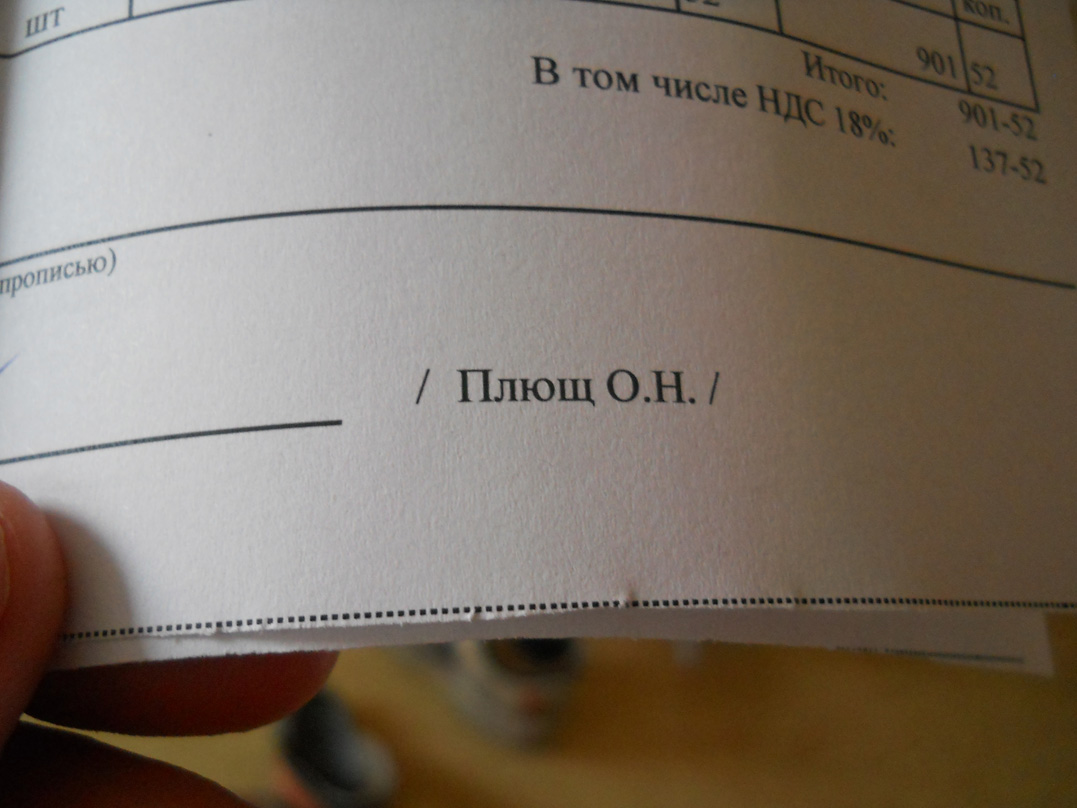 коп.
шт 901 52
Итого: 901-52
В том числе НДС 18%: 137-52
прописью)
/ Плющ О.Н. /